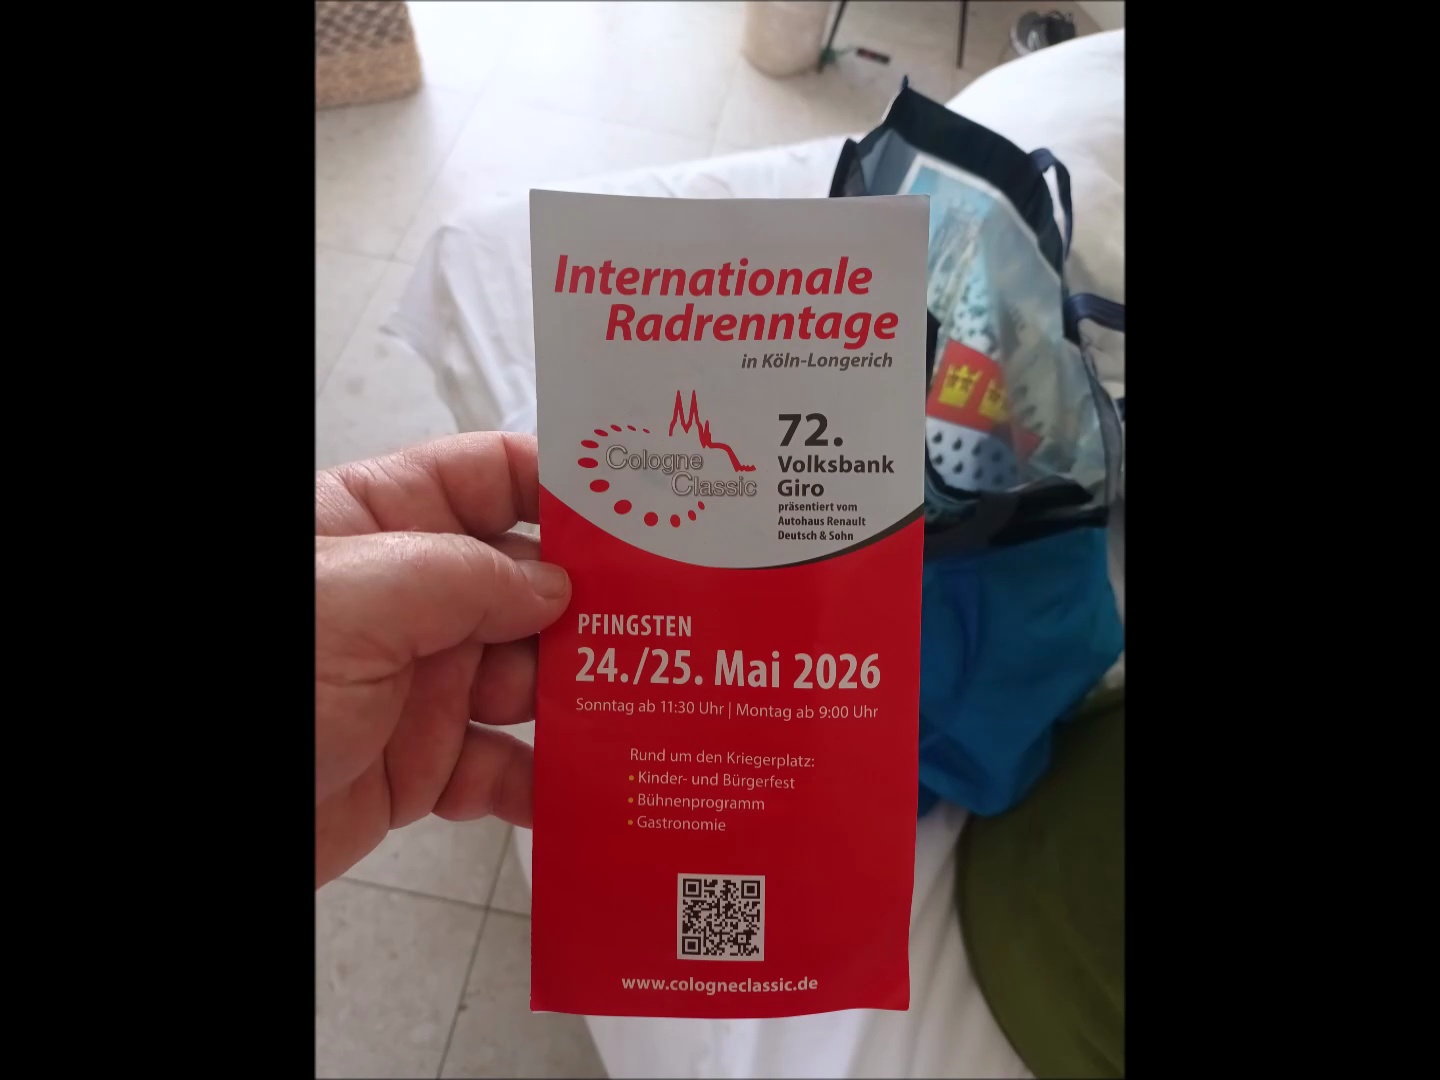 Internationale
Radrenntage
in Köln-Longerich
Cologne
Classic
72.
Volksbank
Giro
präsentiert vom
Autohaus Renault
Deutsch & Sohn
PFINGSTEN
24./25. Mai 2026
Sonntag ab 11:30 Uhr | Montag ab 9:00 Uhr
Rund um den Kriegerplatz:
• Kinder- und Bürgerfest
• Bühnenprogramm
• Gastronomie
www.cologneclassic.de